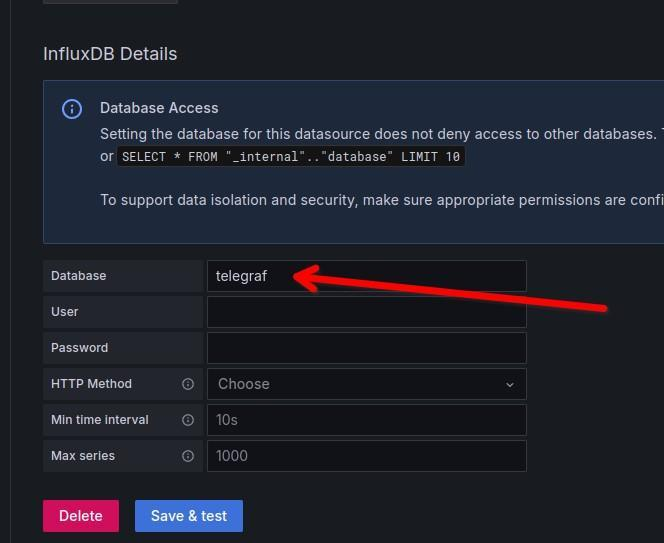 InfluxDB Details
Database Access
Setting the database for this datasource does not deny access to other databases.
or SELECT * FROM "_internal".."database" LIMIT 10
To support data isolation and security, make sure appropriate permissions are
Database telegraf
User
Password
HTTP Method Choose
Min time interval 10s
Max series 1000
Delete Save & test